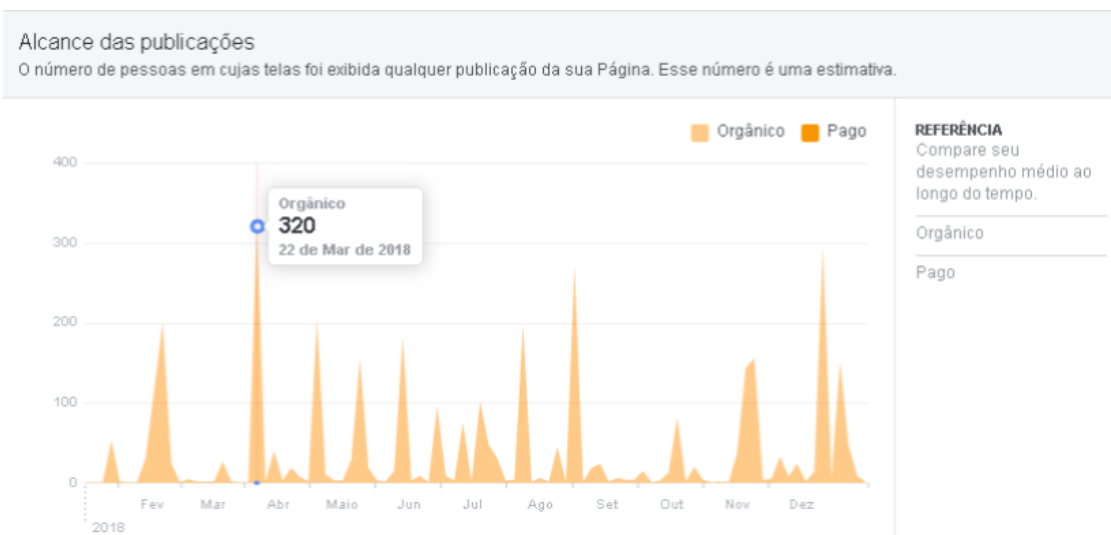 Alcance das publicações
O número de pessoas em cujas telas foi exibida qualquer publicação da sua Página. Esse número é uma estimativa.
Orgânico Pago
400
300
200
100
0
Orgânico
320
22 de Mar de 2018
Fev Mar Abr Maio Jun Jul Ago Set Out Nov Dez
2018
REFERÊNCIA
Compare seu
desempenho médio ao
longo do tempo.
Orgânico
Pago